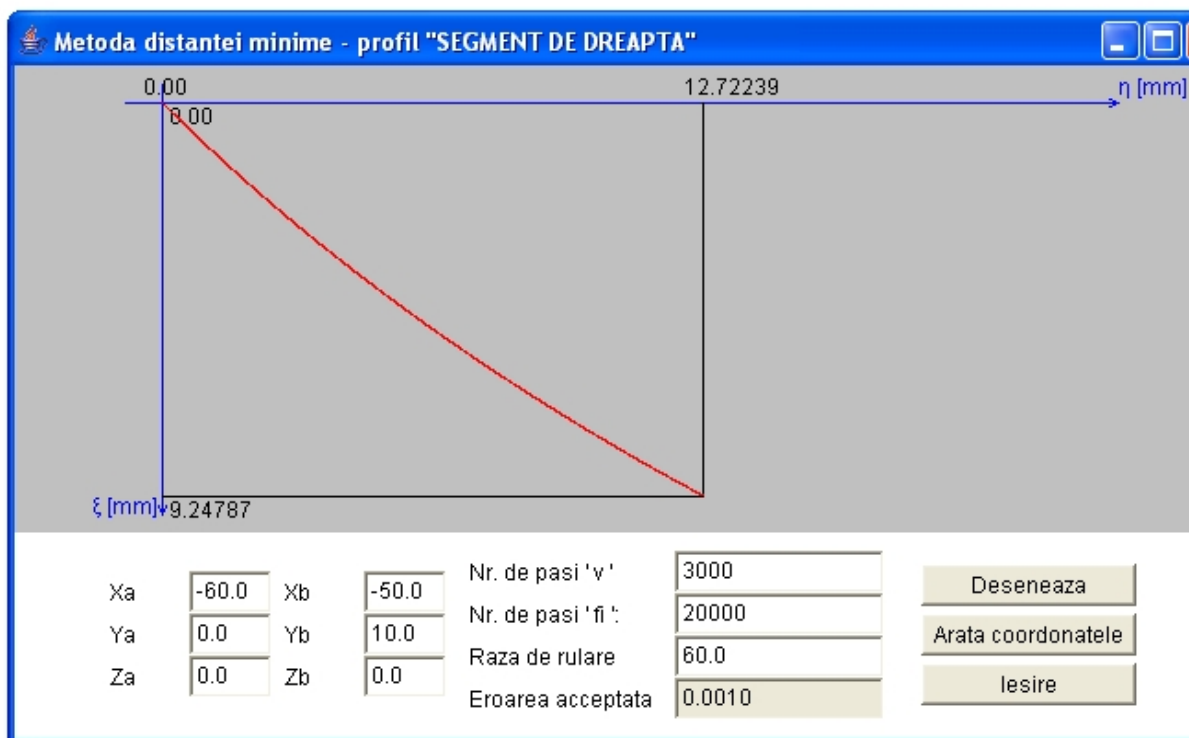 Metoda distantei minime - profil "SEGMENT DE DREAPTA"
0.00
12.72239
η [mm]
0.00
ξ [mm]
9.24787
Xa
-60.0
Xb
-50.0
Ya
0.0
Yb
10.0
Za
0.0
Zb
0.0
Nr. de pasi ' v '
3000
Nr. de pasi ' fi ':
20000
Raza de rulare
60.0
Eroarea acceptata
0.0010
Deseneaza
Arata coordonatele
Iesire